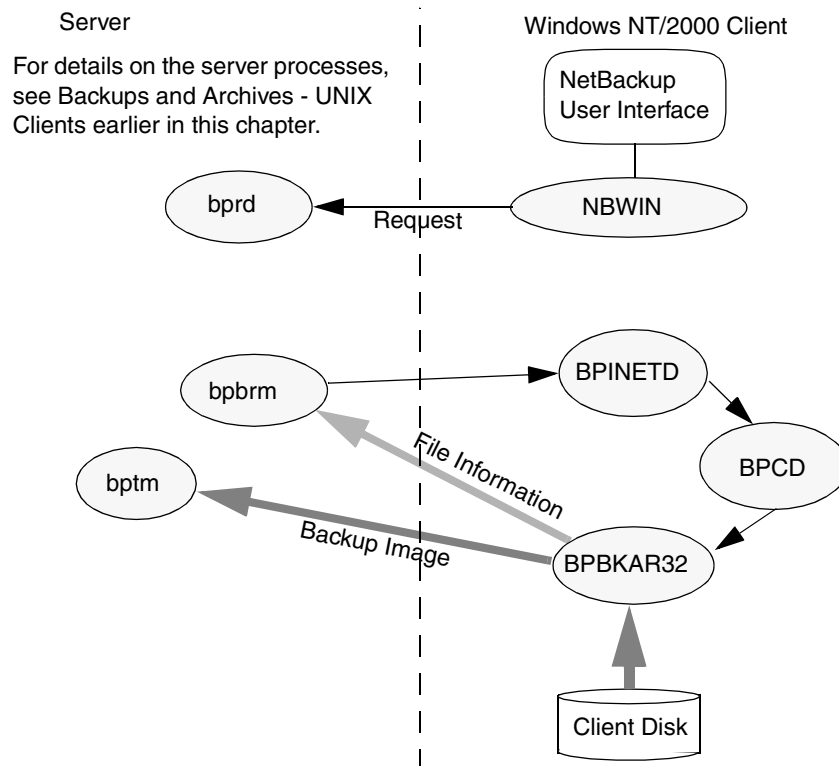 Server
Windows NT/2000 Client
For details on the server processes,
see Backups and Archives - UNIX
Clients earlier in this chapter.
NetBackup
User Interface
bprd
Request
NBWIN
bpbrm
BPINETD
File Information
BPCD
bptm
Backup Image
BPBKAR32
Client Disk